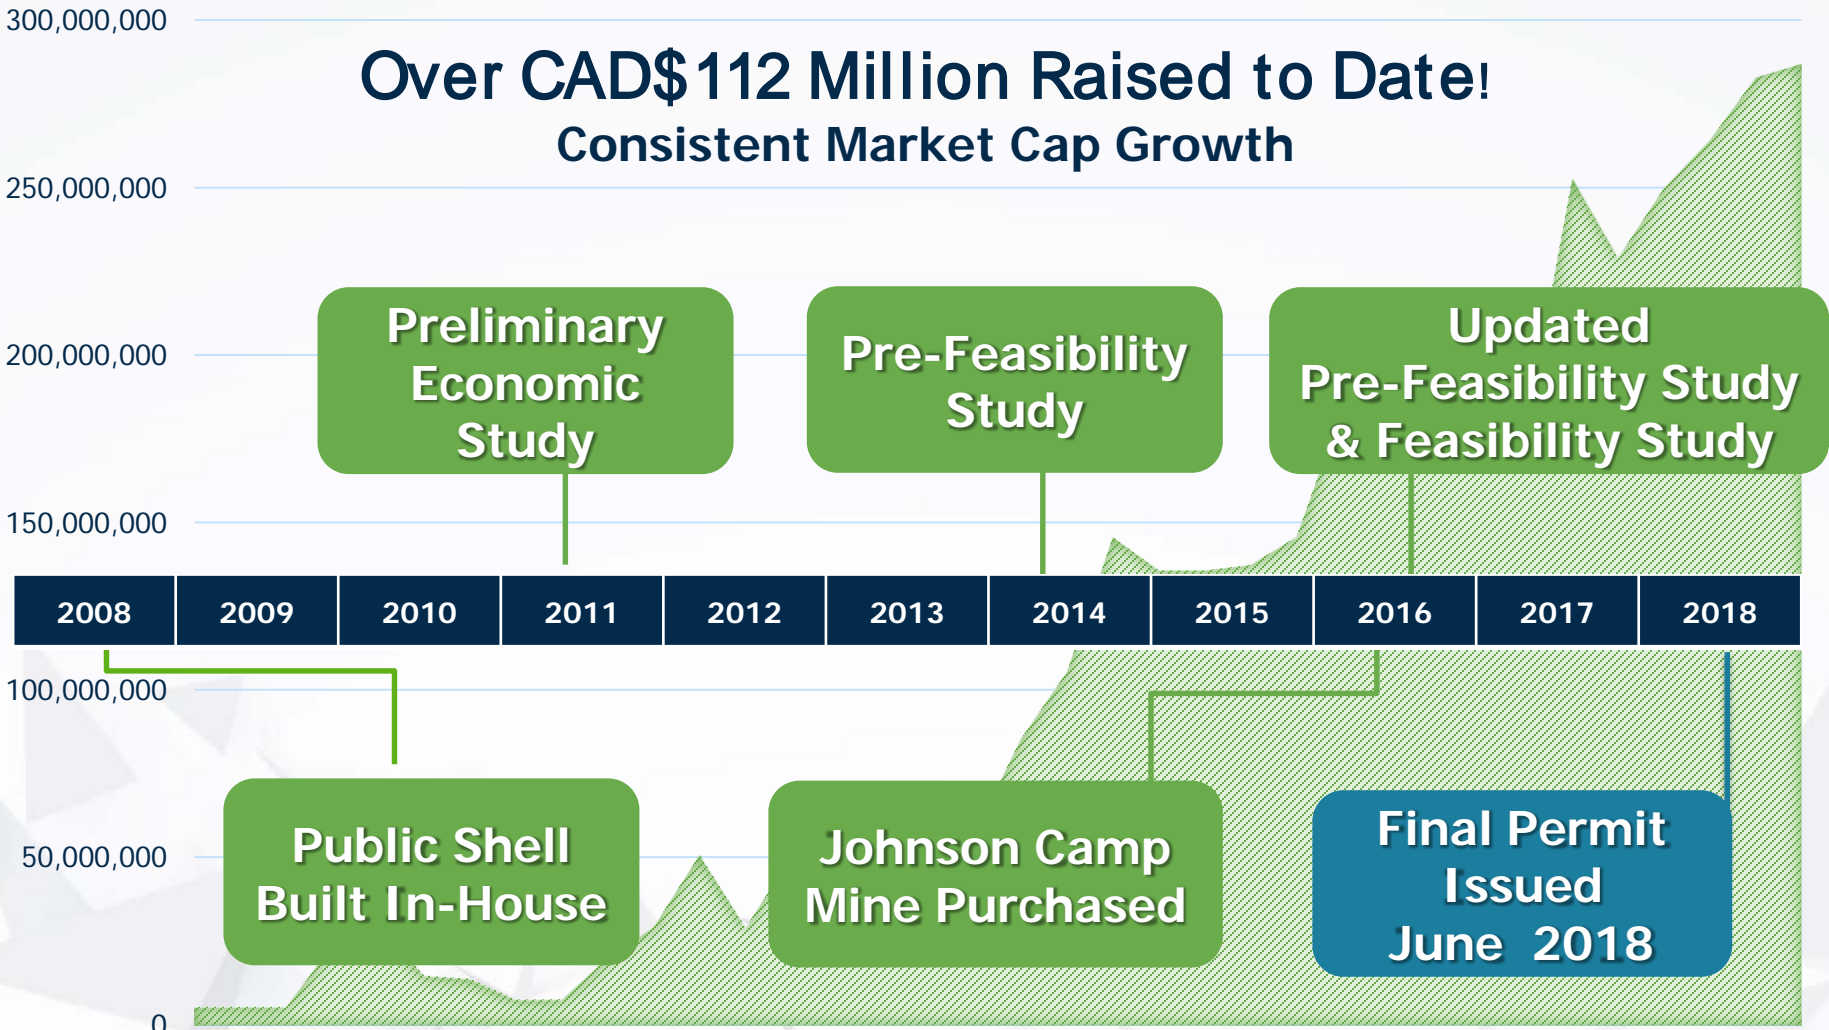 Over CAD$112 Million Raised to Date!
Consistent Market Cap Growth
300,000,000
250,000,000
200,000,000
150,000,000
100,000,000
50,000,000
0
Preliminary
Economic
Study
Pre-Feasibility
Study
Updated
Pre-Feasibility Study
& Feasibility Study
2008 2009 2010 2011 2012 2013 2014 2015 2016 2017 2018
Public Shell
Built In-House
Johnson Camp
Mine Purchased
Final Permit
Issued
June 2018